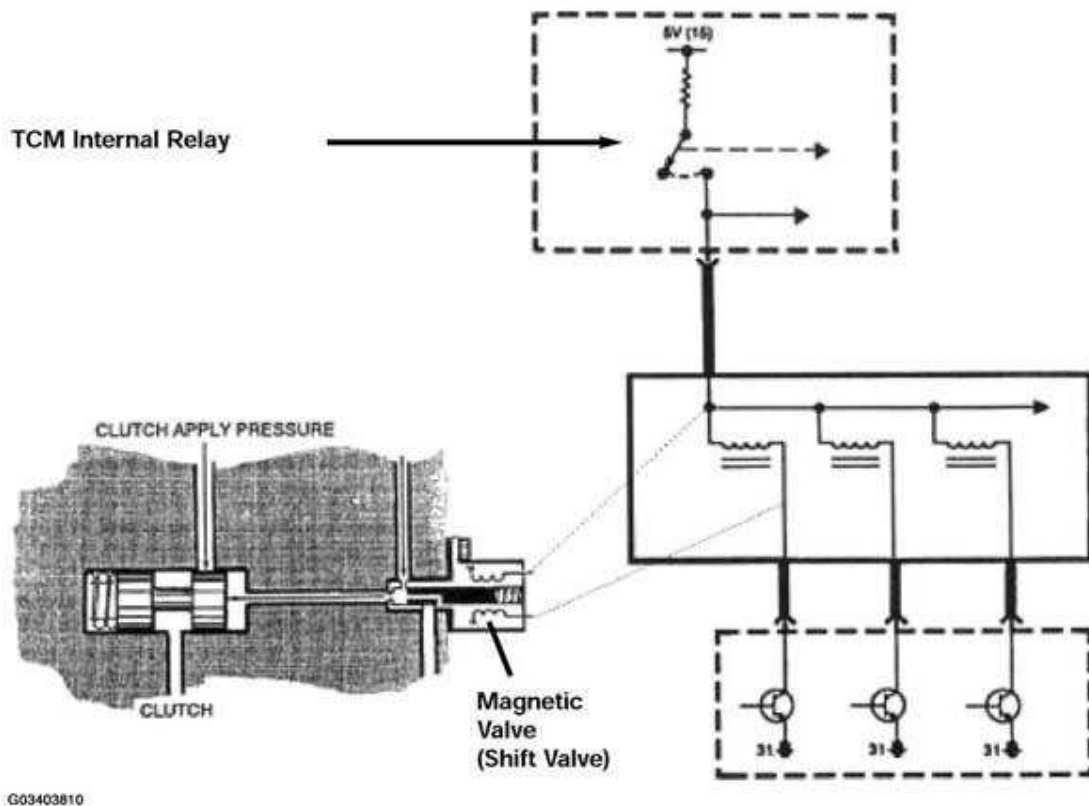 5V (15)
TCM Internal Relay
CLUTCH APPLY PRESSURE
CLUTCH
Magnetic
Valve
(Shift Valve)
31
31
31
G03403810